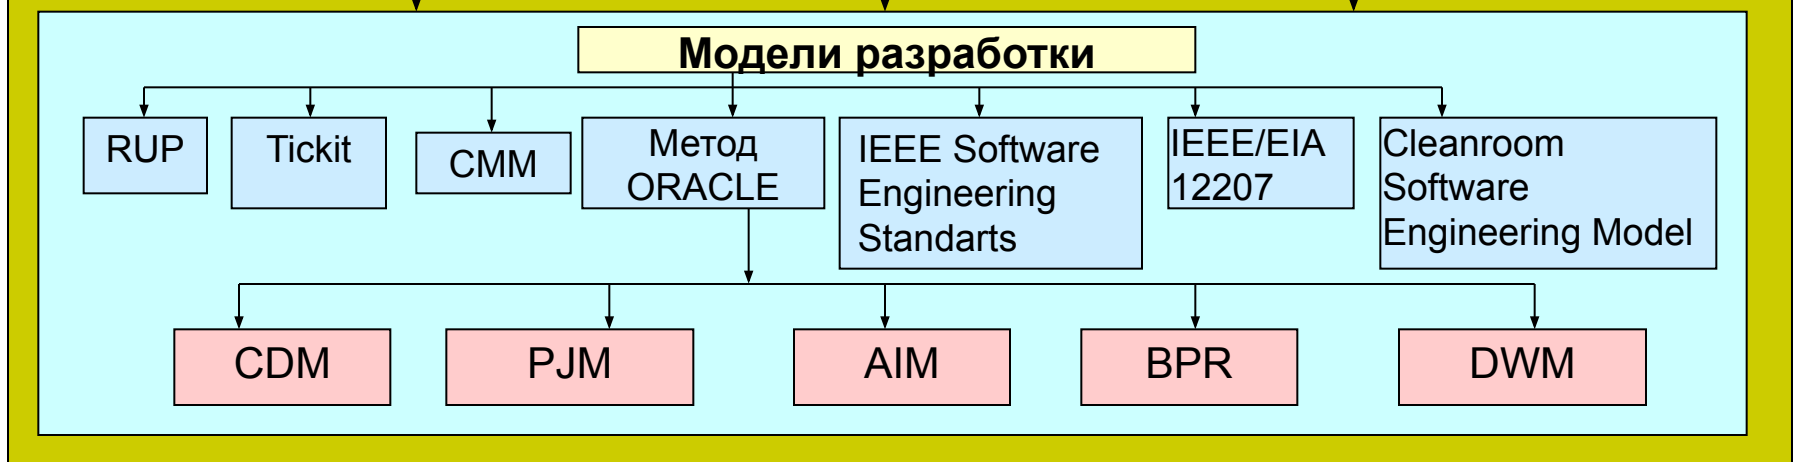 Модели разработки
RUP
Tickit
CMM
Метод
ORACLE
IEEE Software
Engineering
Standarts
IEEE/EIA
12207
Cleanroom
Software
Engineering Model
CDM
PJM
AIM
BPR
DWM